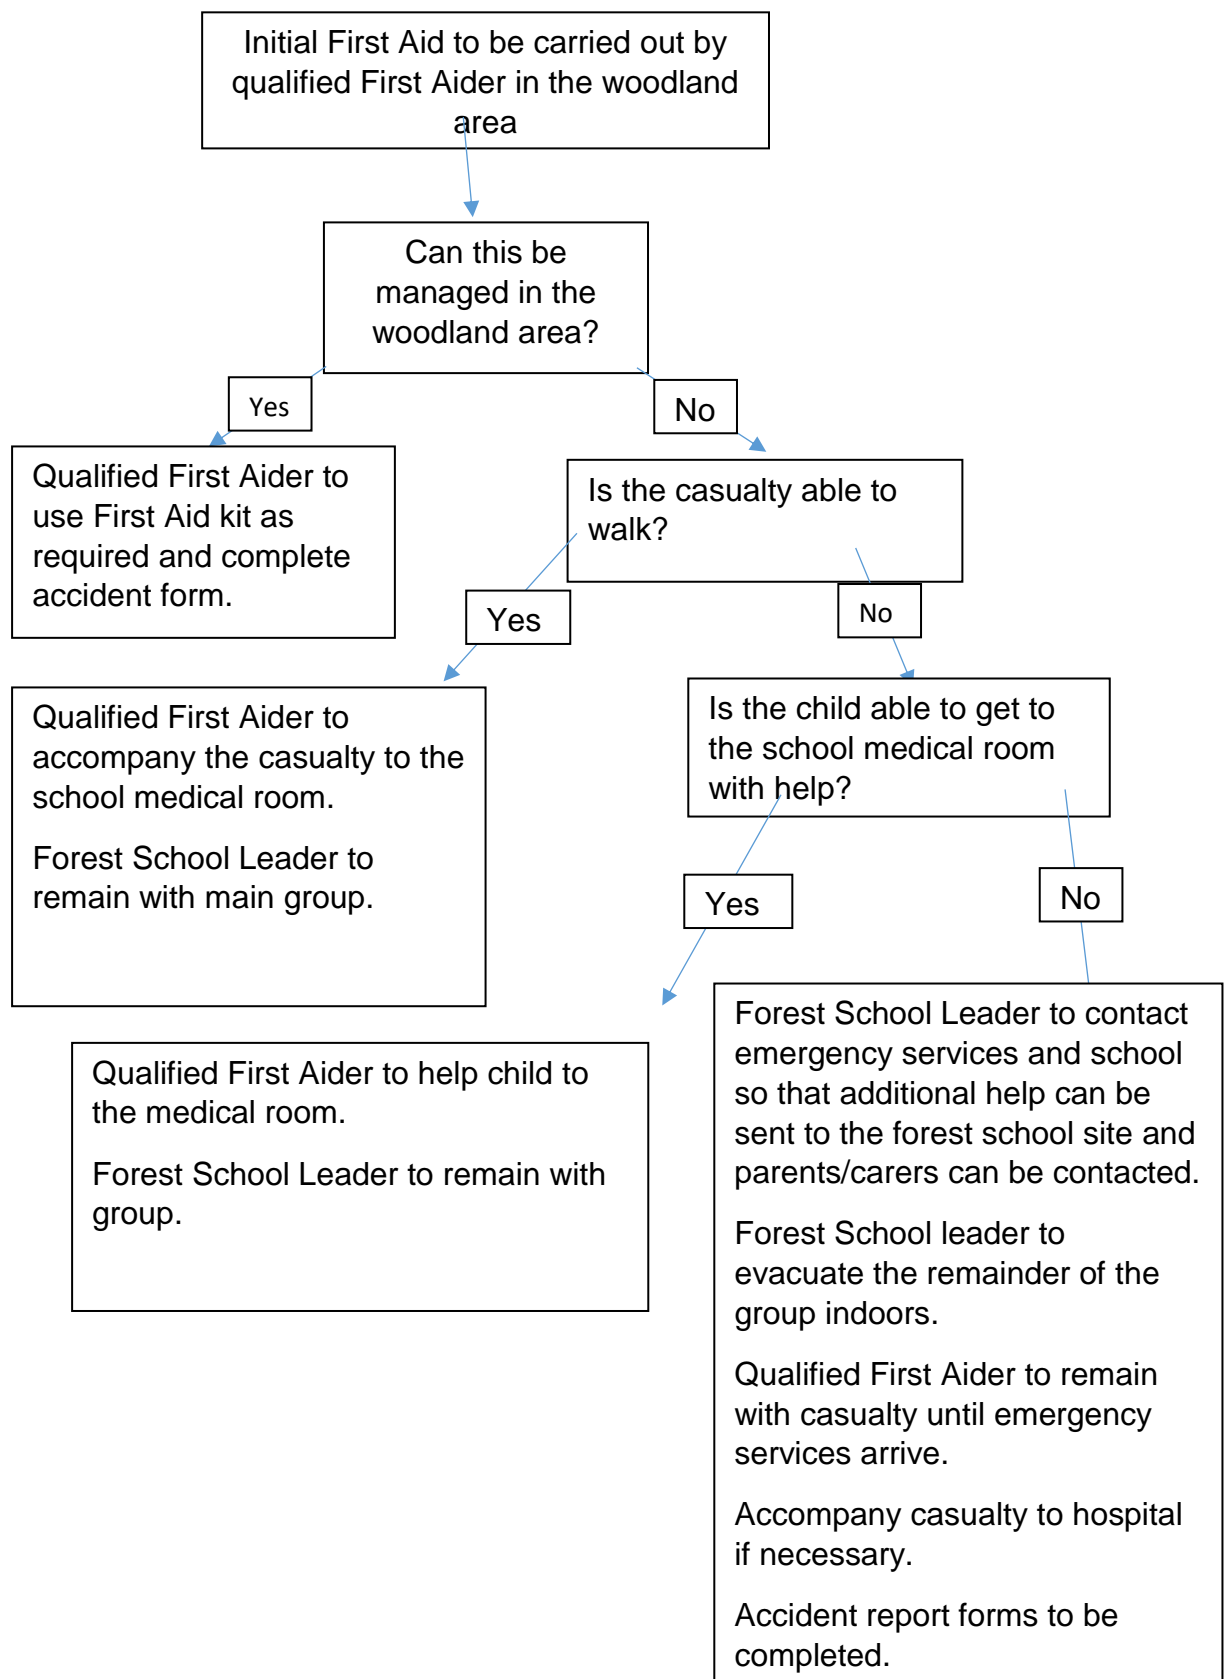 Initial First Aid to be carried out by
qualified First Aider in the woodland
area
Can this be
managed in the
woodland area?
Yes
No
Qualified First Aider to
use First Aid kit as
required and complete
accident form.
Is the casualty able to
walk?
Yes
No
Qualified First Aider to
accompany the casualty to the
school medical room.
Forest School Leader to
remain with main group.
Is the child able to get to
the school medical room
with help?
Yes
No
Qualified First Aider to help child to
the medical room.
Forest School Leader to remain with
group.
Forest School Leader to contact
emergency services and school
so that additional help can be
sent to the forest school site and
parents/carers can be contacted.
Forest School leader to
evacuate the remainder of the
group indoors.
Qualified First Aider to remain
with casualty until emergency
services arrive.
Accompany casualty to hospital
if necessary.
Accident report forms to be
completed.